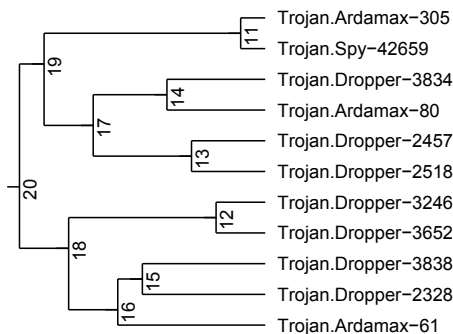 Trojan.Ardamax−305
11
Trojan.Spy−42659
19
Trojan.Dropper−3834
14
Trojan.Ardamax−80
17
Trojan.Dropper−2457
13
Trojan.Dropper−2518
20
Trojan.Dropper−3246
12
Trojan.Dropper−3652
18
Trojan.Dropper−3838
15
Trojan.Dropper−2328
16
Trojan.Ardamax−61